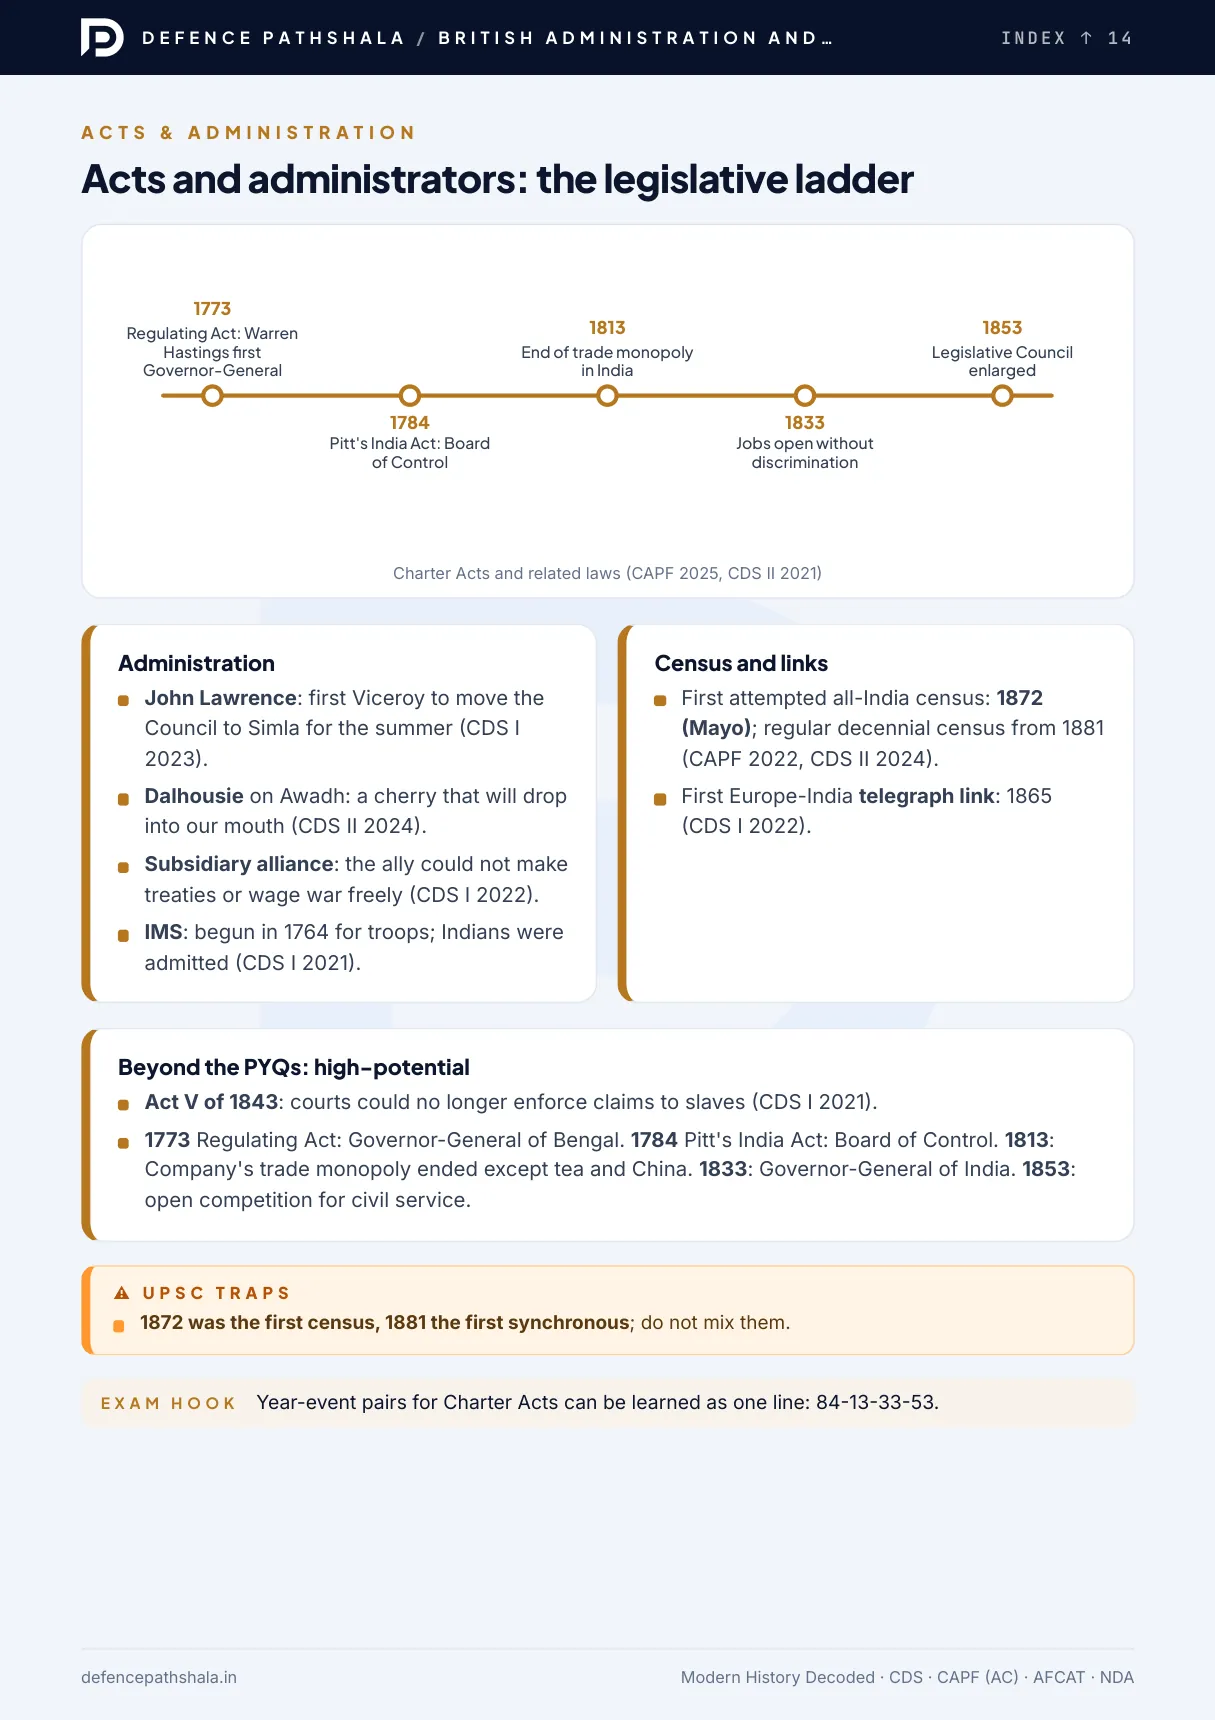 DEFENCE PATHSHALA / BRITISH ADMINISTRATION AND…
INDEX ↑ 14
ACTS & ADMINISTRATION
Acts and administrators: the legislative ladder
1773
Regulating Act: Warren
Hastings first
Governor-General
1784
Pitt's India Act: Board
of Control
1813
End of trade monopoly
in India
1833
Jobs open without
discrimination
1853
Legislative Council
enlarged
Charter Acts and related laws (CAPF 2025, CDS II 2021)
Administration
John Lawrence: first Viceroy to move the
Council to Simla for the summer (CDS I
2023).
Dalhousie on Awadh: a cherry that will drop
into our mouth (CDS II 2024).
Subsidiary alliance: the ally could not make
treaties or wage war freely (CDS I 2022).
IMS: begun in 1764 for troops; Indians were
admitted (CDS I 2021).
Census and links
First attempted all-India census: 1872
(Mayo); regular decennial census from 1881
(CAPF 2022, CDS II 2024).
First Europe-India telegraph link: 1865
(CDS I 2022).
Beyond the PYQs: high-potential
Act V of 1843: courts could no longer enforce claims to slaves (CDS I 2021).
1773 Regulating Act: Governor-General of Bengal. 1784 Pitt's India Act: Board of Control. 1813:
Company's trade monopoly ended except tea and China. 1833: Governor-General of India. 1853:
open competition for civil service.
⚠ UPSC TRAPS
1872 was the first census, 1881 the first synchronous; do not mix them.
EXAM HOOK Year-event pairs for Charter Acts can be learned as one line: 84-13-33-53.
defencepathshala.in
Modern History Decoded · CDS · CAPF (AC) · AFCAT · NDA